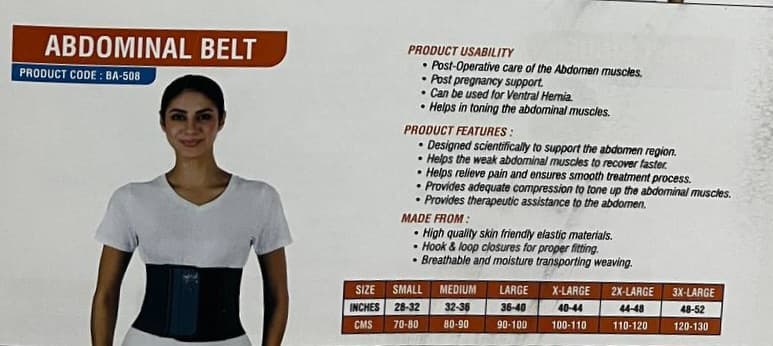 ABDOMINAL BELT
PRODUCT CODE : BA-508
PRODUCT USABILITY
• Post-Operative care of the Abdomen muscles.
• Post pregnancy support.
• Can be used for Ventral Hernia.
• Helps in toning the abdominal muscles.
PRODUCT FEATURES :
• Designed scientifically to support the abdomen region.
• Helps the weak abdominal muscles to recover faster.
• Helps relieve pain and ensures smooth treatment process.
• Provides adequate compression to tone up the abdominal muscles.
• Provides therapeutic assistance to the abdomen.
MADE FROM :
• High quality skin friendly elastic materials.
• Hook & loop closures for proper fitting.
• Breathable and moisture transporting weaving.
SIZE SMALL MEDIUM LARGE X-LARGE 2X-LARGE 3X-LARGE
INCHES 28-32 32-36 36-40 40-44 44-48 48-52
CMS 70-80 80-90 90-100 100-110 110-120 120-130